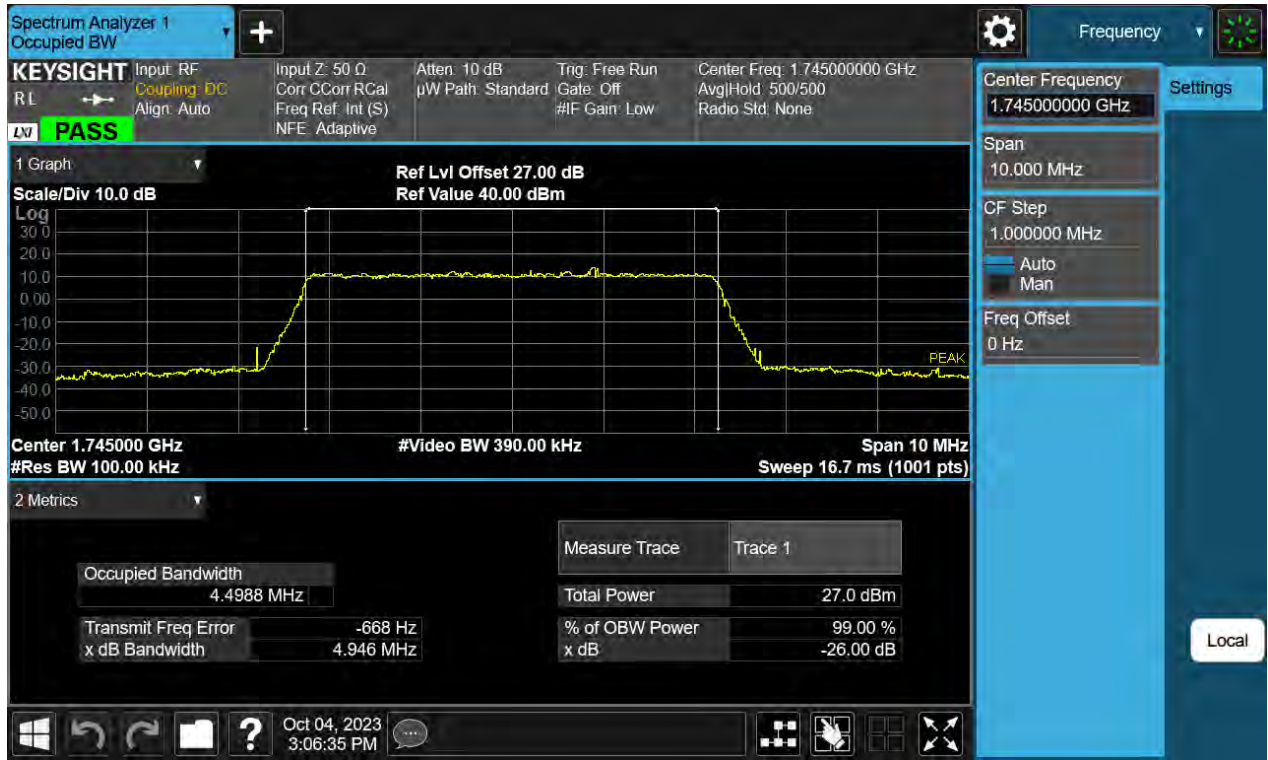 Spectrum Analyzer 1
Occupied BW
+
Frequency
KEYSIGHT
RL
LXI
PASS
Input: RF
Coupling: DC
Align: Auto
Input Z: 50 Ω
Corr CCorr RCal
Freq Ref: Int (S)
NFE: Adaptive
Atten: 10 dB
µW Path: Standard
Trig: Free Run
Gate: Off
#IF Gain: Low
Center Freq: 1.745000000 GHz
Avg|Hold: 500/500
Radio Std: None
Center Frequency
1.745000000 GHz
Settings
Span
10.000 MHz
CF Step
1.000000 MHz
Auto
Man
Freq Offset
0 Hz
1 Graph
Scale/Div 10.0 dB
Ref Lvl Offset 27.00 dB
Ref Value 40.00 dBm
Log
30.0
20.0
10.0
0.00
-10.0
-20.0
-30.0
-40.0
-50.0
PEAK
Center 1.745000 GHz
#Video BW 390.00 kHz
Span 10 MHz
#Res BW 100.00 kHz
Sweep 16.7 ms (1001 pts)
2 Metrics
Measure Trace Trace 1
Occupied Bandwidth
4.4988 MHz
Total Power 27.0 dBm
Transmit Freq Error -668 Hz
% of OBW Power 99.00 %
x dB Bandwidth 4.946 MHz
x dB -26.00 dB
Local
?
Oct 04, 2023
3:06:35 PM